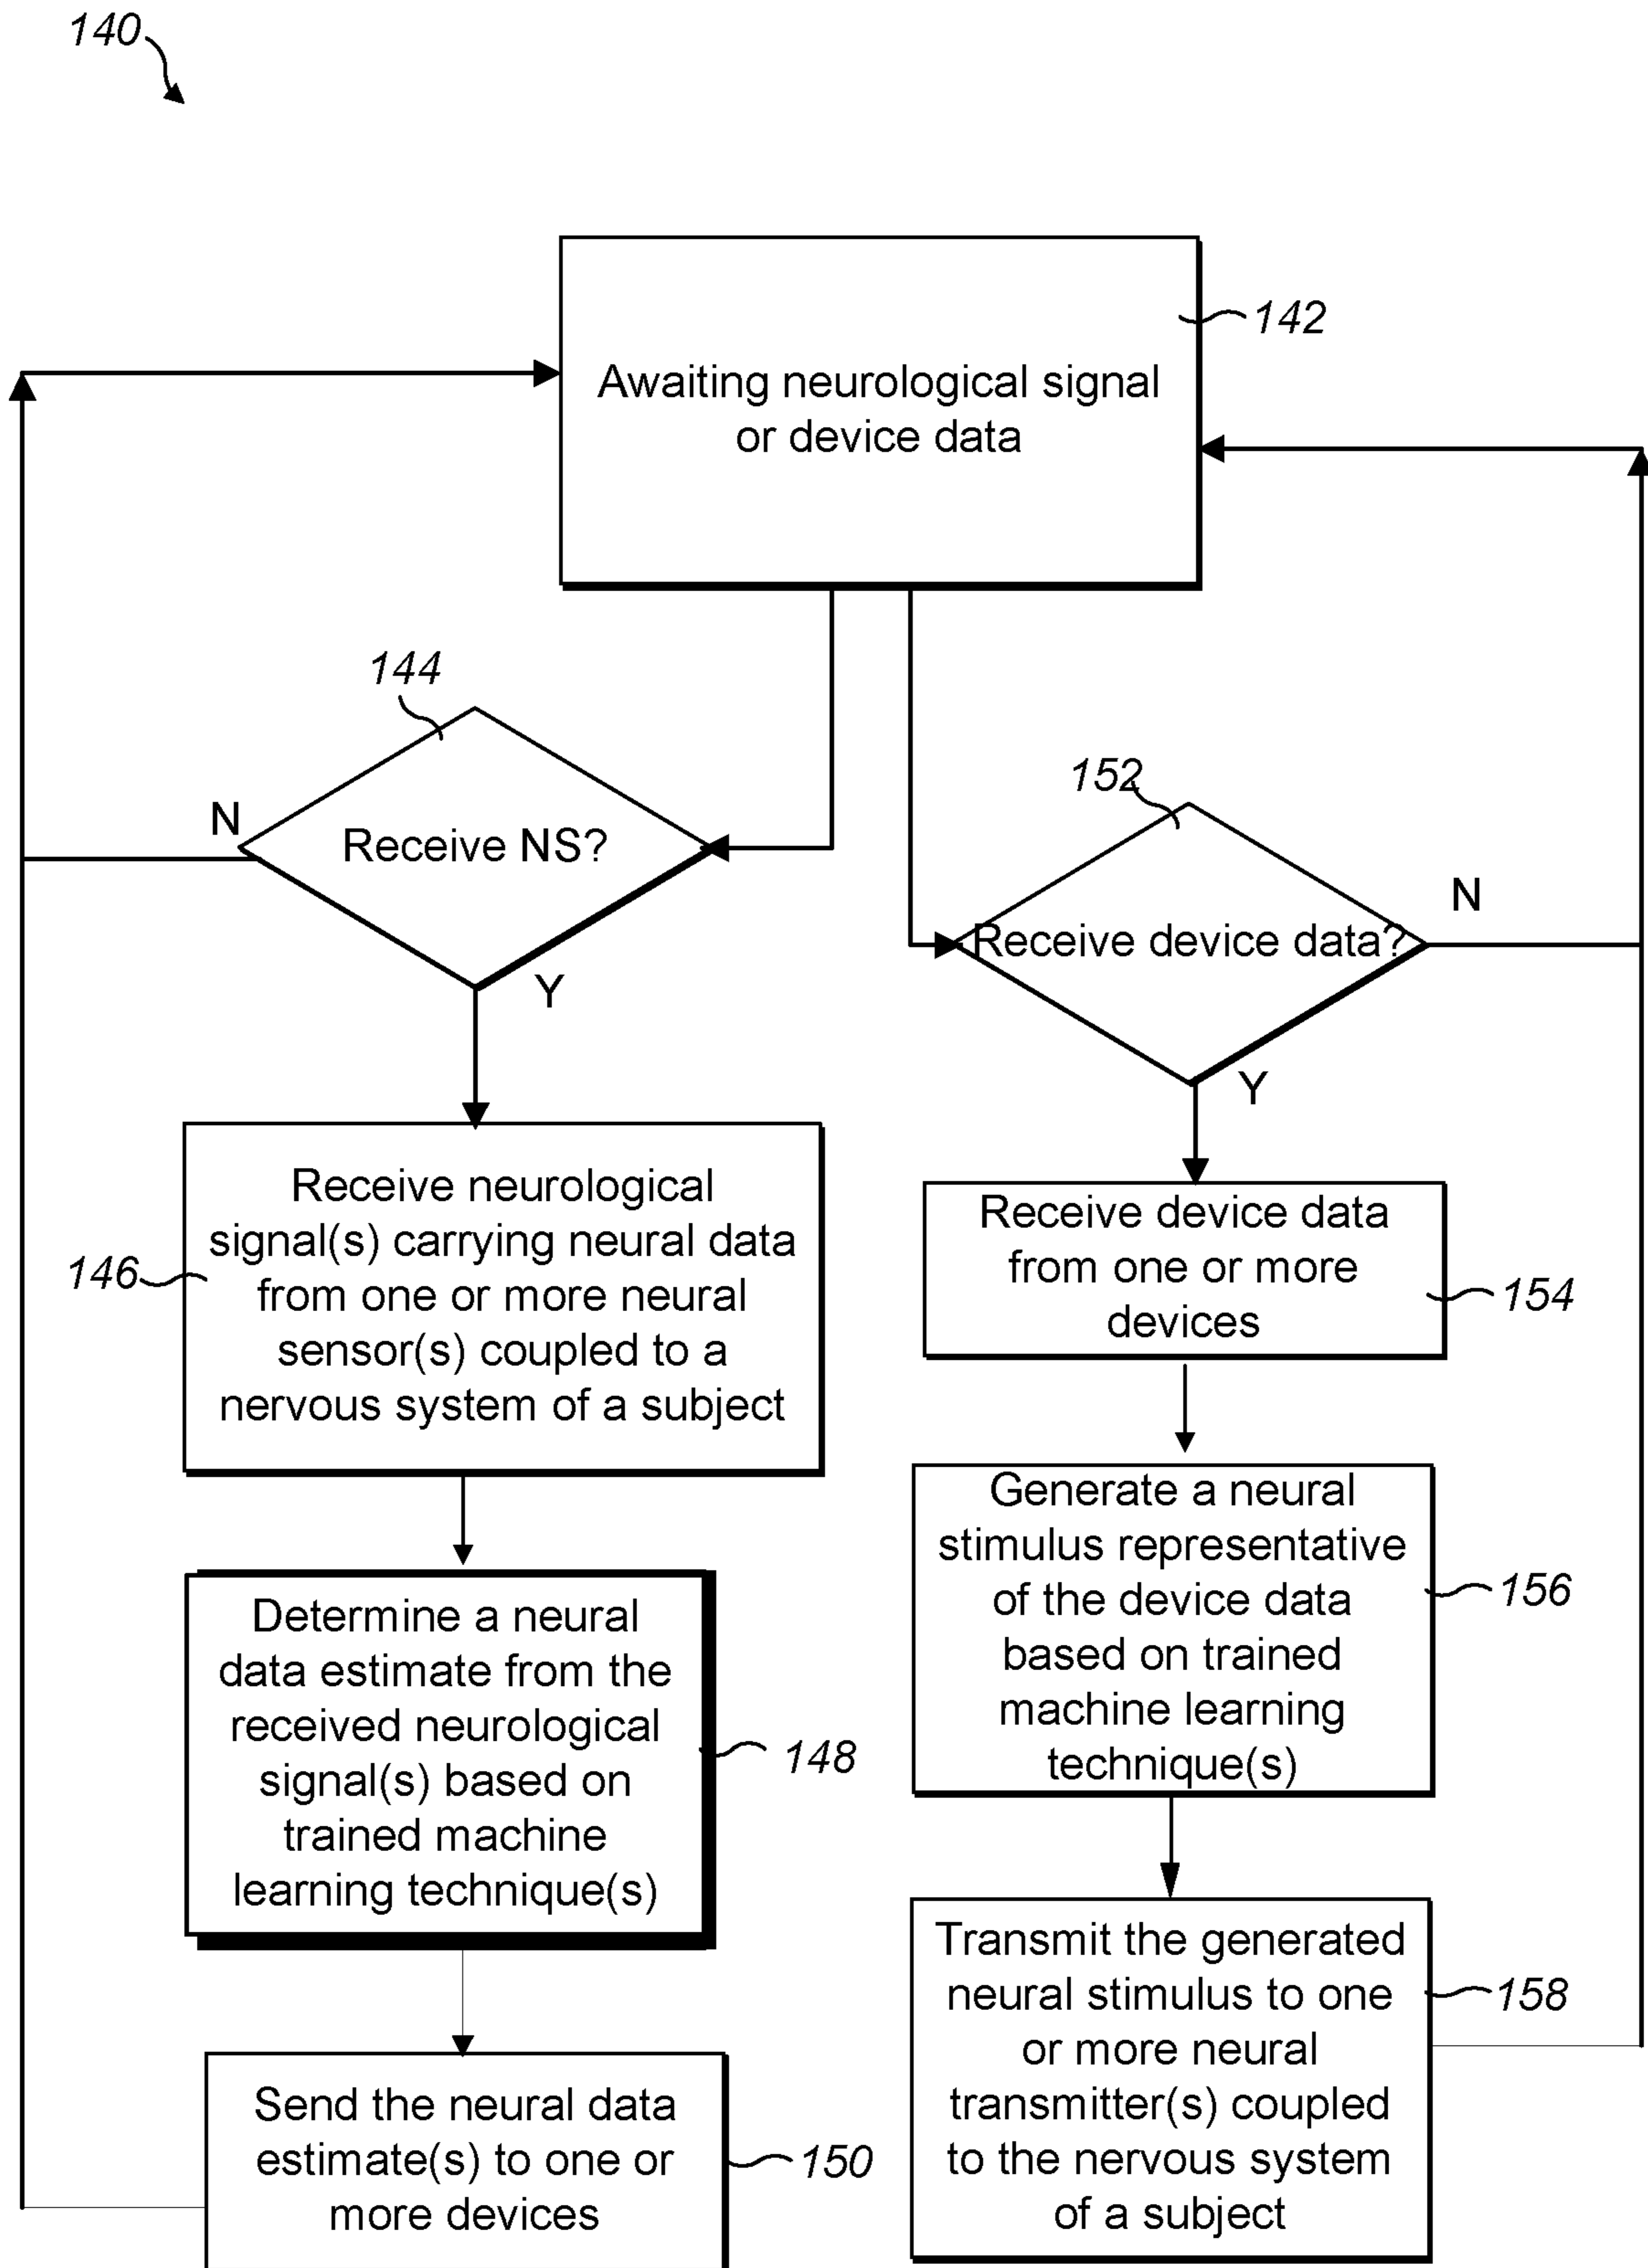 140
142
Awaiting neurological signal
or device data
144
N
Receive NS?
Y
152
N
Receive device data?
Y
146
Receive neurological
signal(s) carrying neural data
from one or more neural
sensor(s) coupled to a
nervous system of a subject
Receive device data
from one or more
devices
154
Determine a neural
data estimate from the
received neurological
signal(s) based on
trained machine
learning technique(s)
148
Generate a neural
stimulus representative
of the device data
based on trained
machine learning
technique(s)
156
Send the neural data
estimate(s) to one or
more devices
150
Transmit the generated
neural stimulus to one
or more neural
transmitter(s) coupled
to the nervous system
of a subject
158